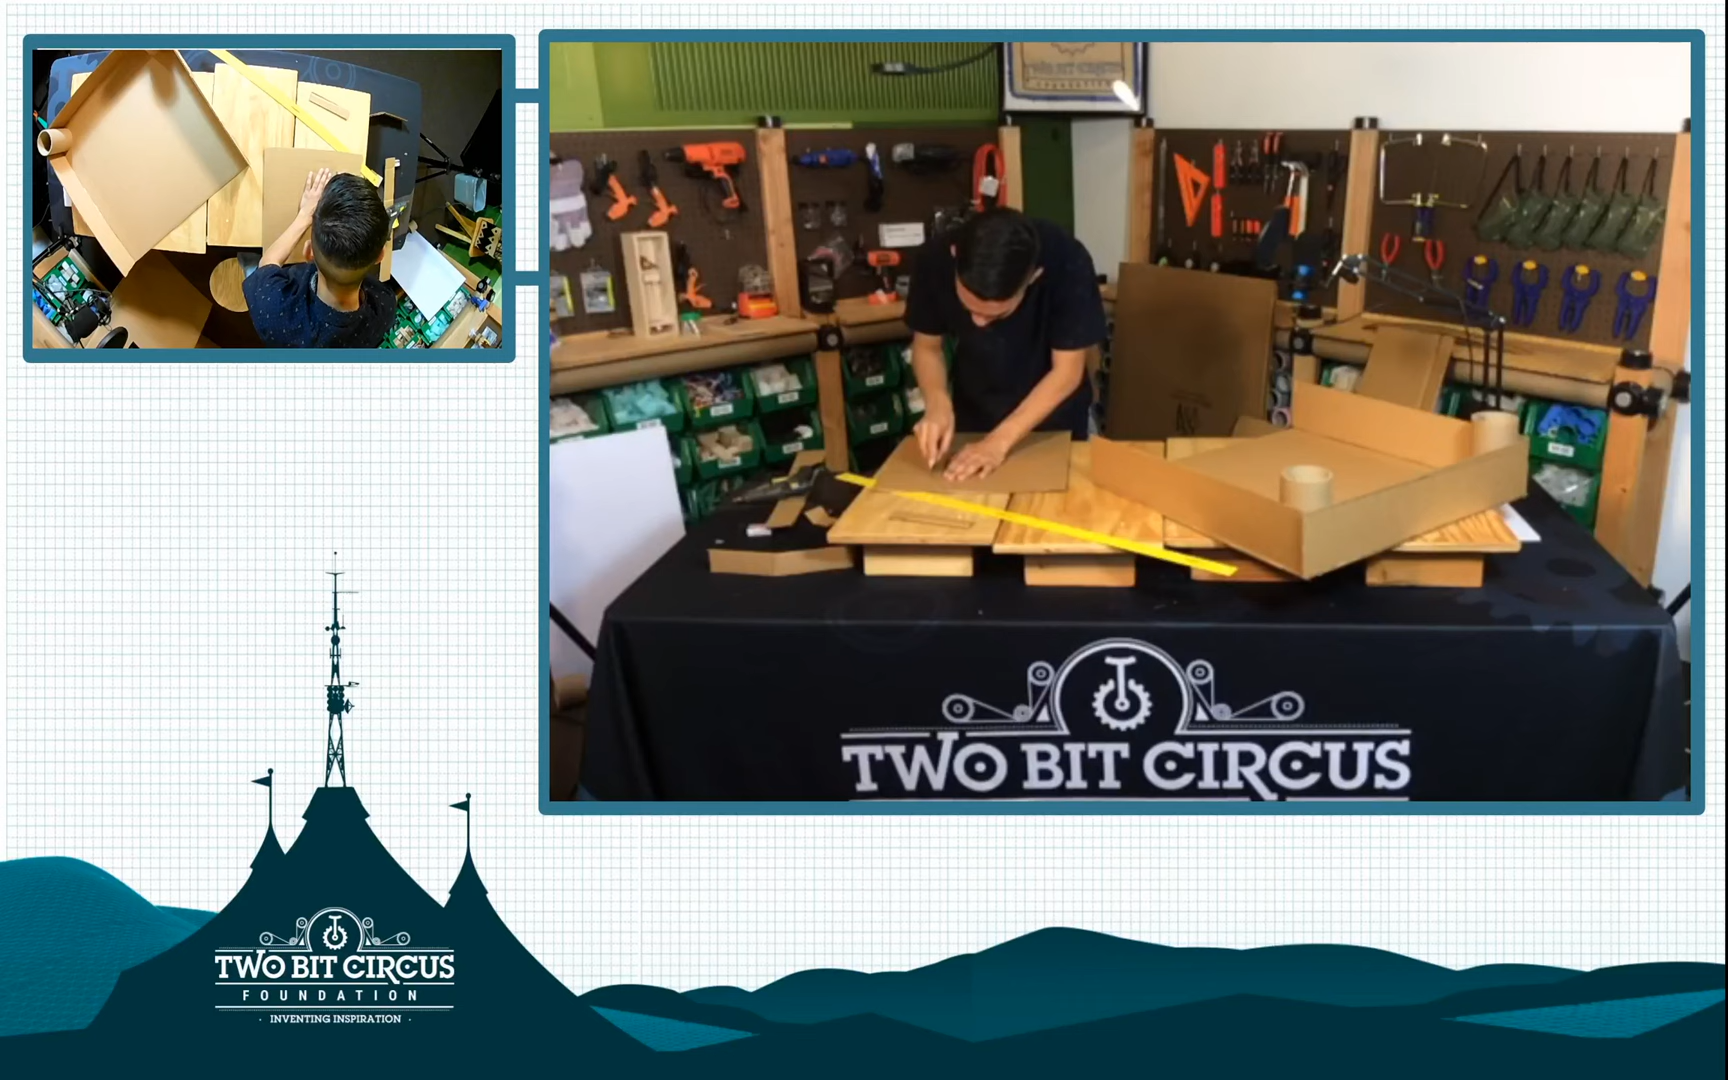 TWO BIT CIRCUS
TWO BIT CIRCUS
FOUNDATION
· INVENTING INSPIRATION ·